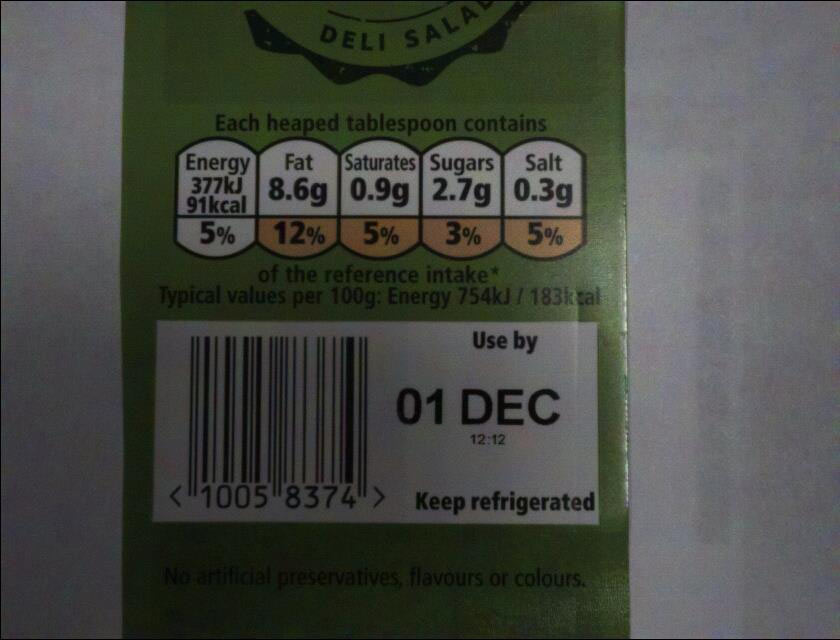 DELI SALAD
Each heaped tablespoon contains
Energy Fat Saturates Sugars Salt
377kJ 8.6g 0.9g 2.7g 0.3g
91kcal
5% 12% 5% 3% 5%
of the reference intake*
Typical values per 100g: Energy 754kJ / 183kcal
Use by
01 DEC
12:12
< 1005 8374 > Keep refrigerated
No artificial preservatives, flavours or colours.